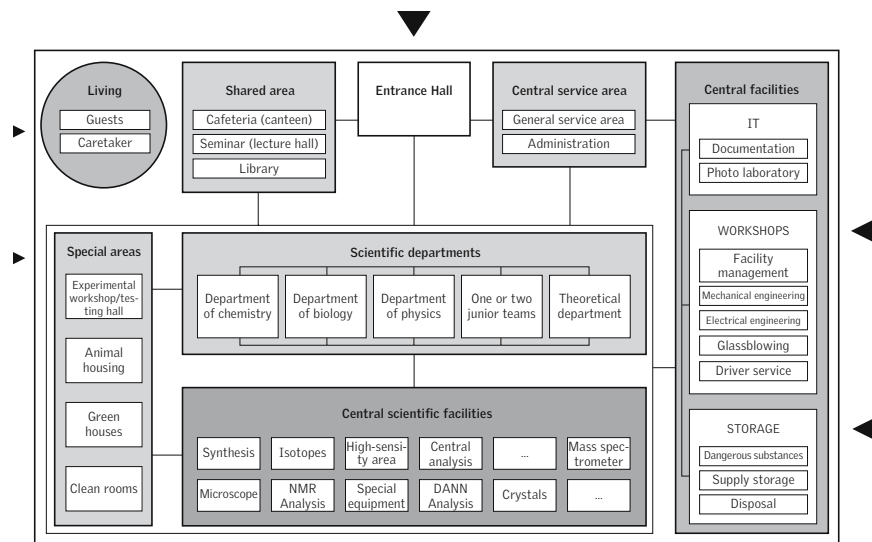 Living
Guests
Caretaker
Shared area
Cafeteria (canteen)
Seminar (lecture hall)
Library
Entrance Hall
Central service area
General service area
Administration
Central facilities
IT
Documentation
Photo laboratory
WORKSHOPS
Facility
management
Mechanical engineering
Electrical engineering
Glassblowing
Driver service
STORAGE
Dangerous substances
Supply storage
Disposal
Special areas
Experimental
workshop/tes-
ting hall
Animal
housing
Green
houses
Clean rooms
Scientific departments
Department
of chemistry
Department
of biology
Department
of physics
One or two
junior teams
Theoretical
department
Central scientific facilities
Synthesis
Isotopes
High-sensi-
ty area
Central
analysis
...
Mass spec-
trometer
Microscope
NMR
Analysis
Special
equipment
DANN
Analysis
Crystals
...